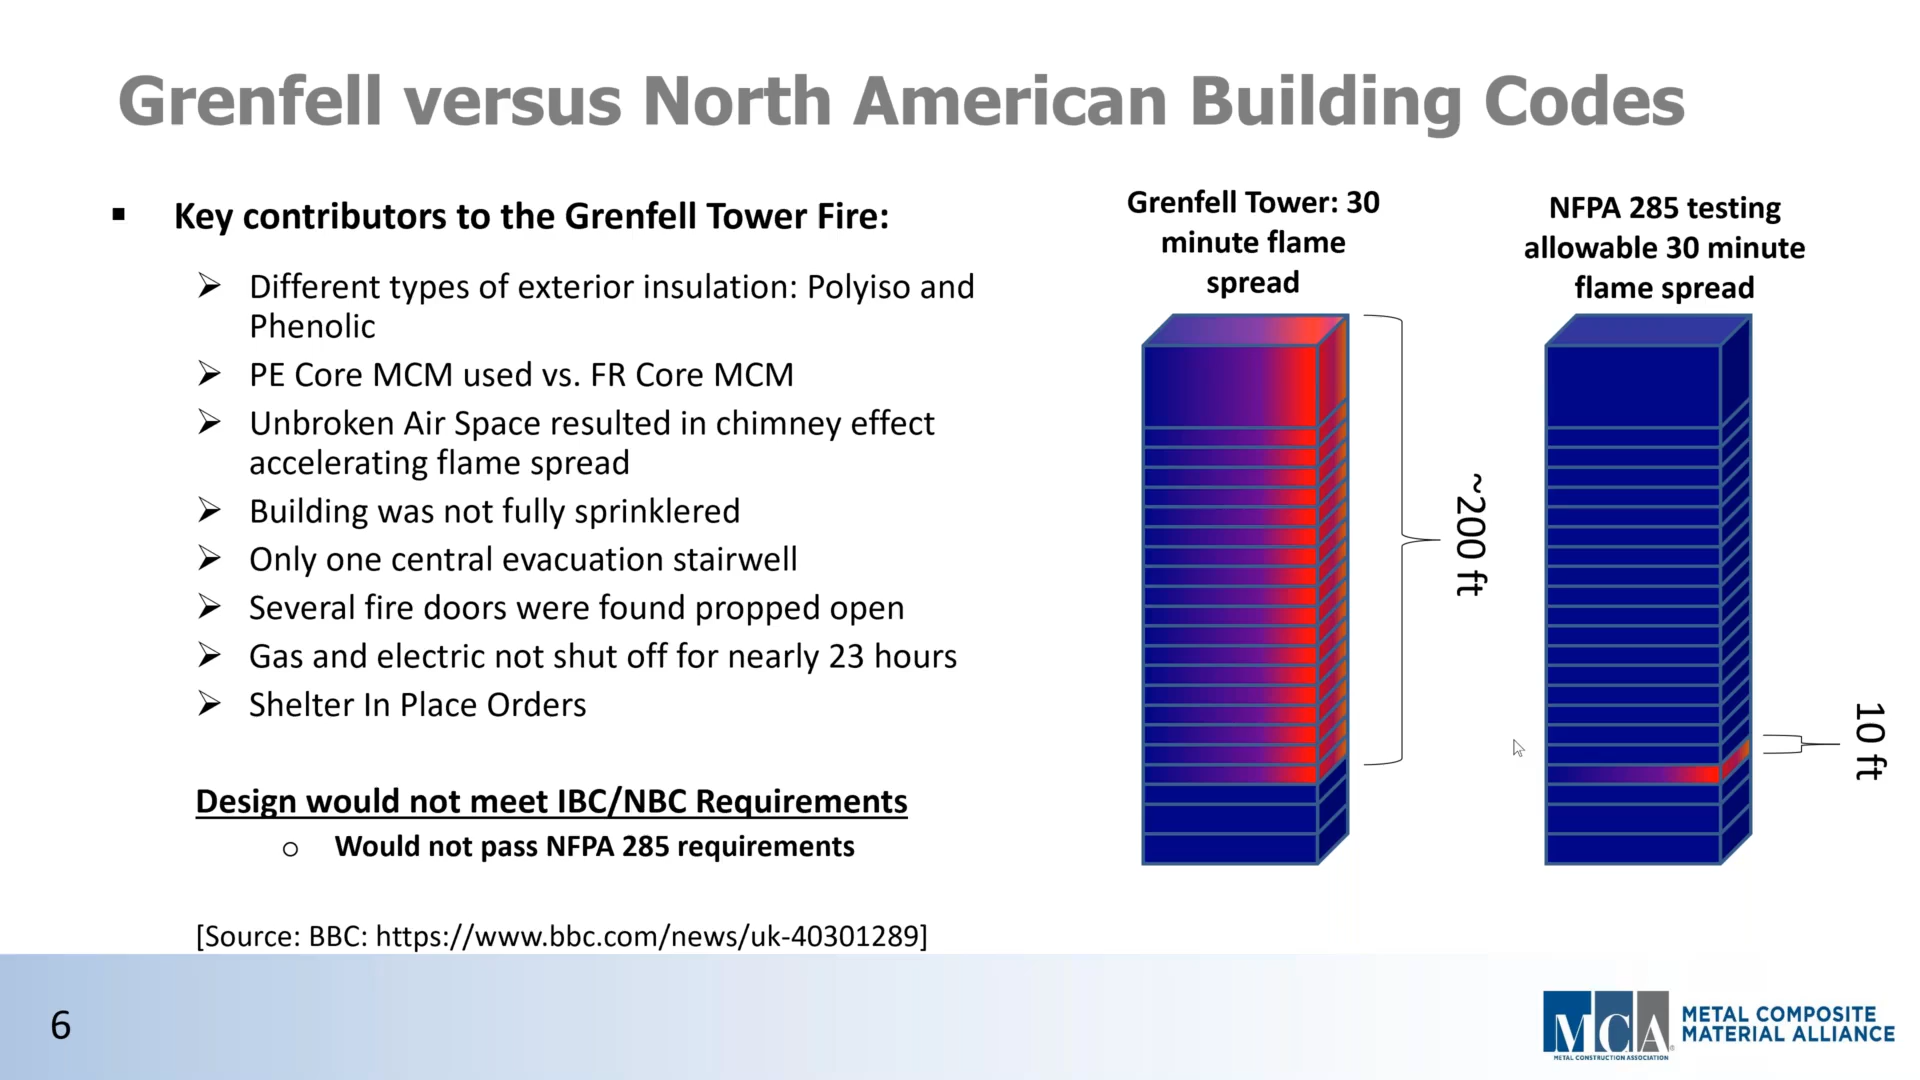 Grenfell versus North American Building Codes
▪ Key contributors to the Grenfell Tower Fire:
➢ Different types of exterior insulation: Polyiso and
Phenolic
➢ PE Core MCM used vs. FR Core MCM
➢ Unbroken Air Space resulted in chimney effect
accelerating flame spread
➢ Building was not fully sprinklered
➢ Only one central evacuation stairwell
➢ Several fire doors were found propped open
➢ Gas and electric not shut off for nearly 23 hours
➢ Shelter In Place Orders
Design would not meet IBC/NBC Requirements
○ Would not pass NFPA 285 requirements
[Source: BBC: https://www.bbc.com/news/uk-40301289]
Grenfell Tower: 30
minute flame
spread
~200 ft
NFPA 285 testing
allowable 30 minute
flame spread
10 ft
6
MCA®
METAL CONSTRUCTION ASSOCIATION
METAL COMPOSITE
MATERIAL ALLIANCE